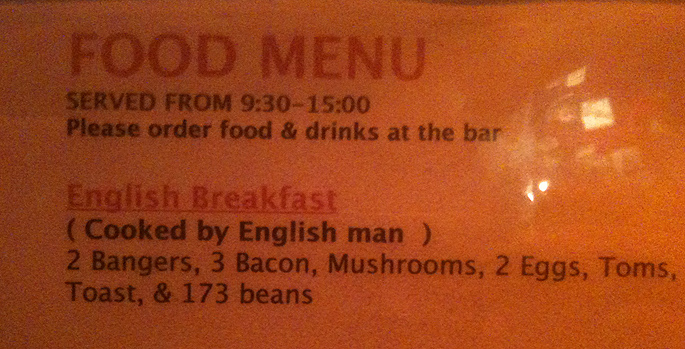 FOOD MENU
SERVED FROM 9:30-15:00
Please order food & drinks at the bar
English Breakfast
( Cooked by English man )
2 Bangers, 3 Bacon, Mushrooms, 2 Eggs, Toms,
Toast, & 173 beans